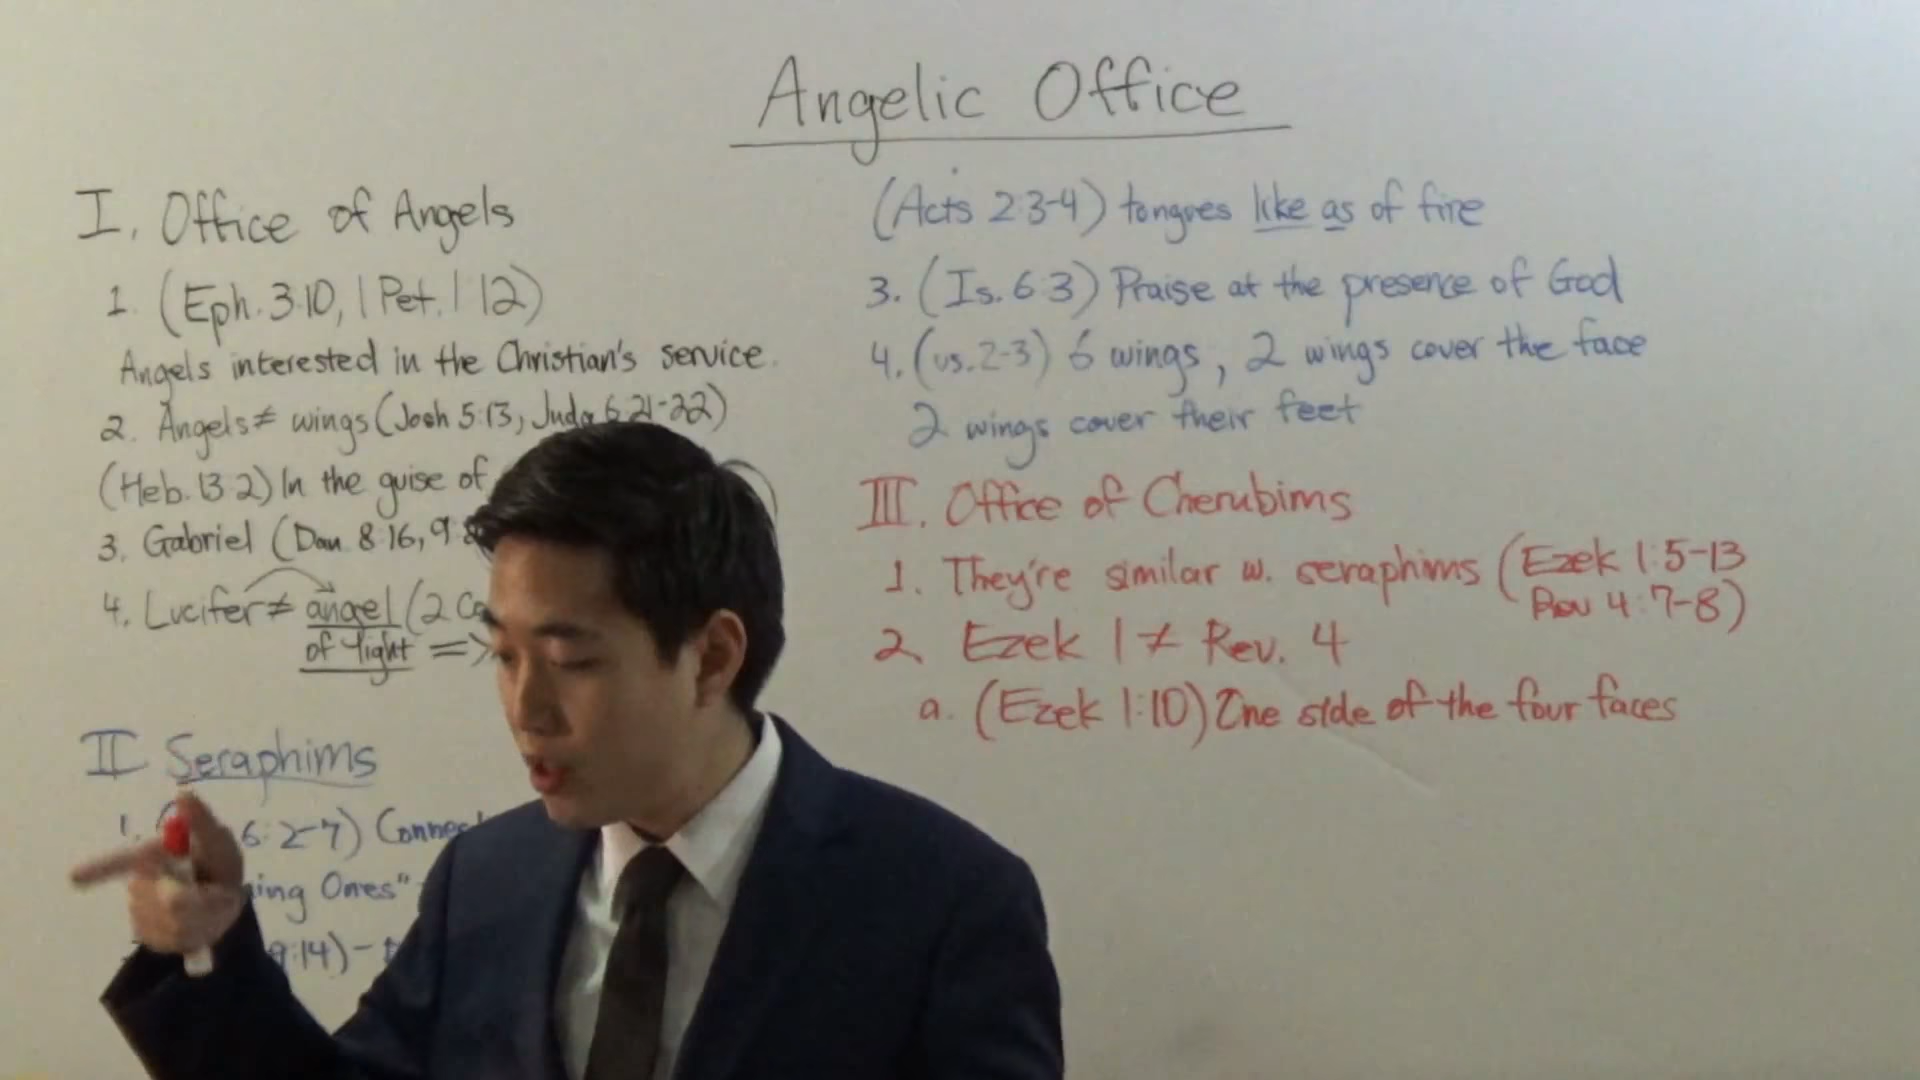 Angelic Office
I. Office of Angels
1. (Eph. 3:10, 1 Pet. 1:12)
Angels interested in the Christian's service.
2. Angels ≠ wings (Josh 5:13, Judg 6:21-22)
(Heb. 13:2) In the guise of
3. Gabriel (Dan 8:16, 9:
4. Lucifer ≠ angel (2 Co
of light =>
II Seraphims
1. 6:2-7) Connec
ing Ones"
9:14) -
(Acts 2:3-4) tongues like as of fire
3. (Is. 6:3) Praise at the presence of God
4. (vs. 2-3) 6 wings, 2 wings cover the face
2 wings cover their feet
III. Office of Cherubims
1. They're similar w. seraphims (Ezek 1:5-13
Rev 4:7-8)
2. Ezek 1 ≠ Rev. 4
a. (Ezek 1:10) One side of the four faces